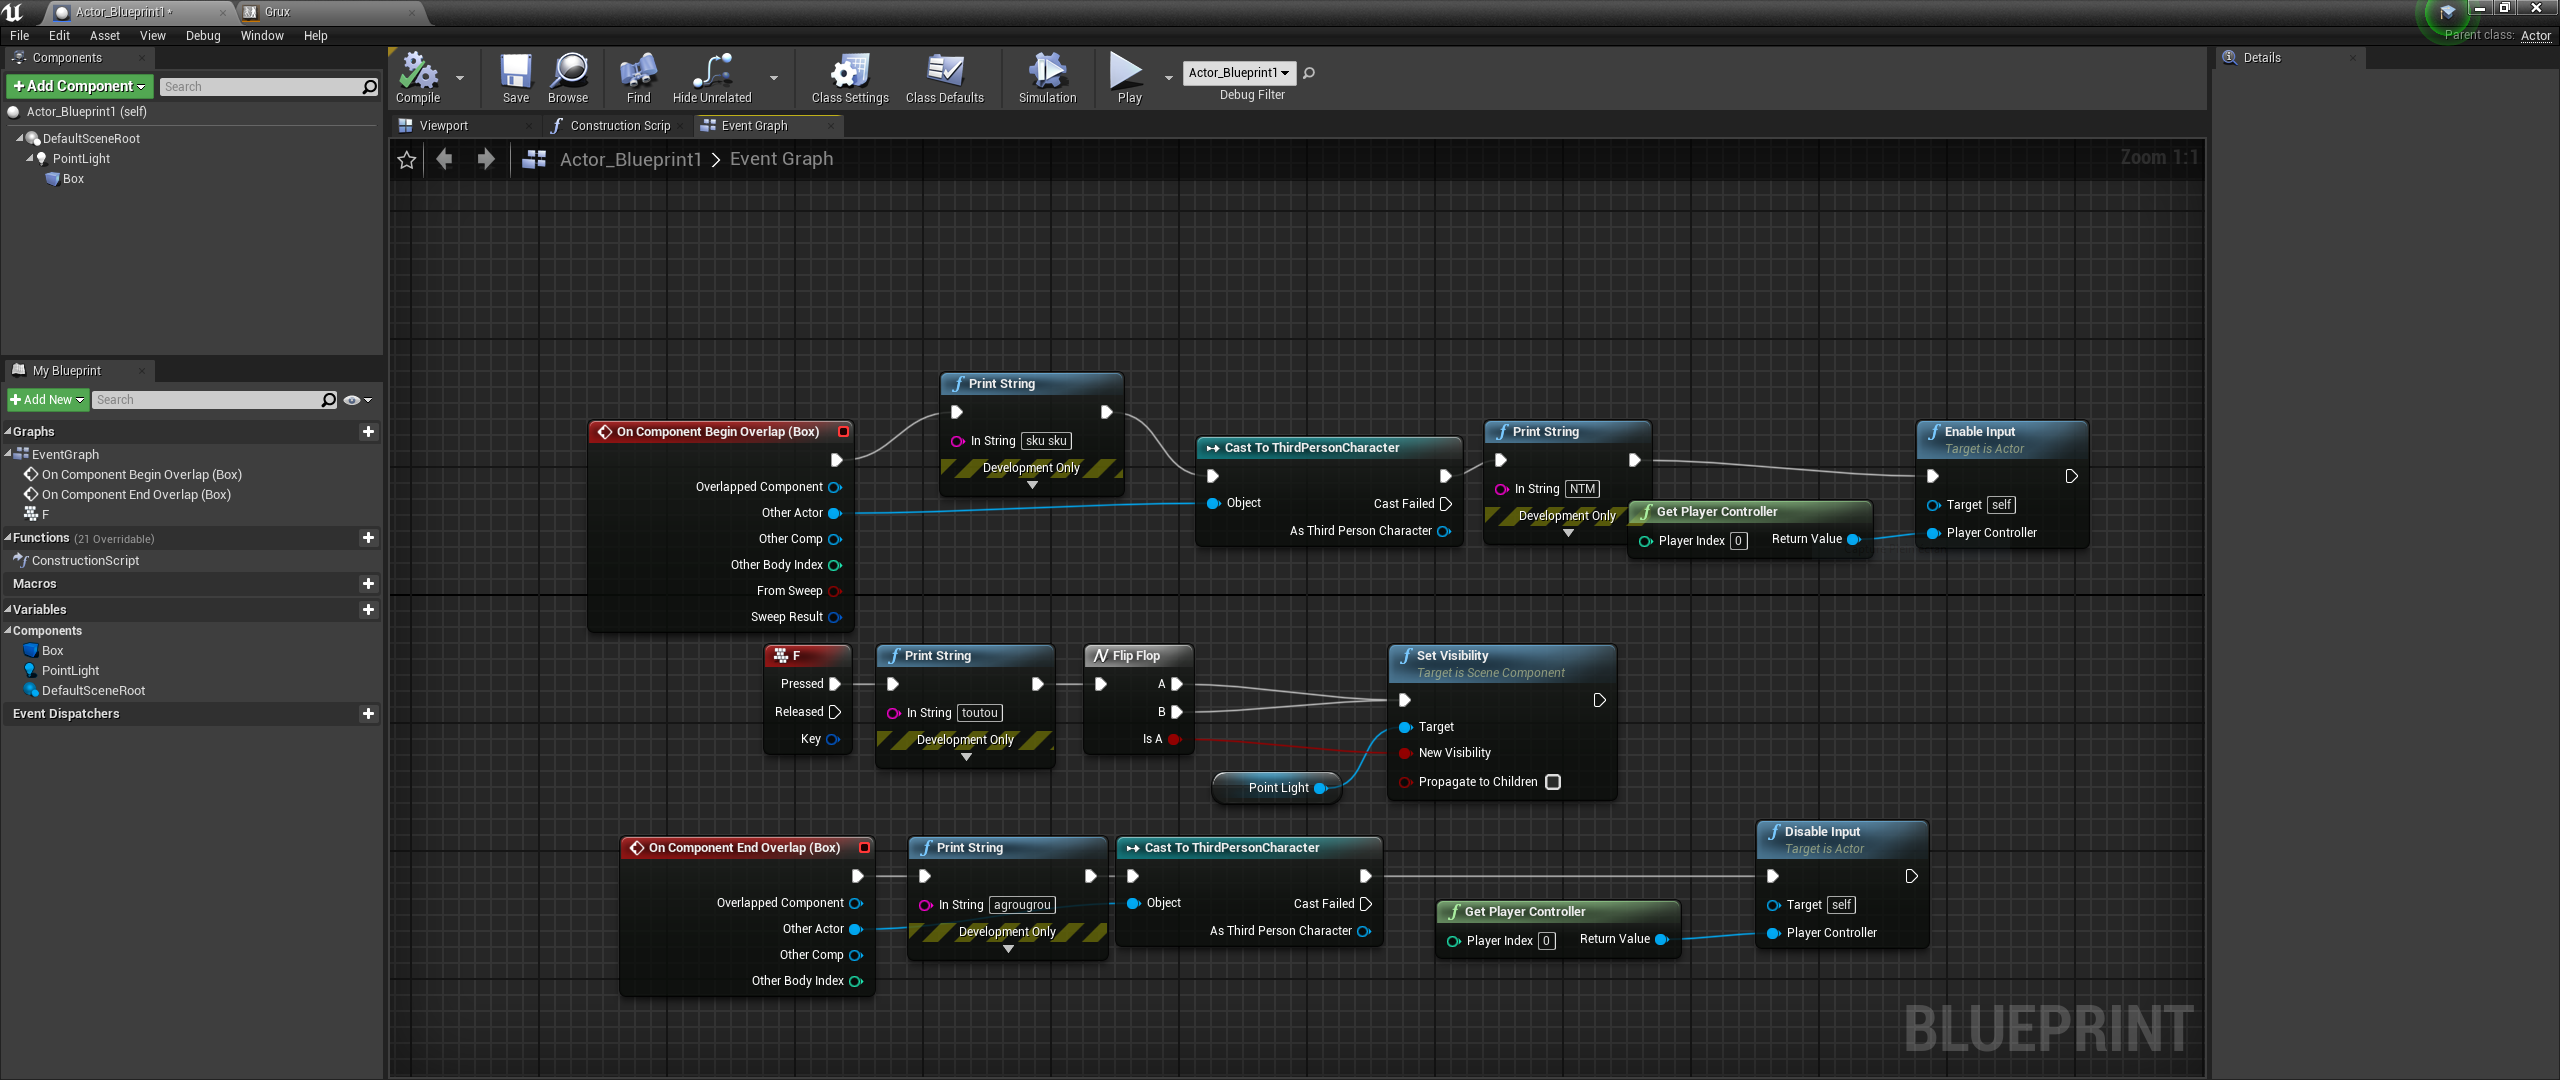 Actor_Blueprint1*
Grux
File Edit Asset View Debug Window Help
Parent class: Actor
Components
+Add Component
Search
Actor_Blueprint1 (self)
DefaultSceneRoot
PointLight
Box
My Blueprint
+Add New
Search
Graphs
EventGraph
On Component Begin Overlap (Box)
On Component End Overlap (Box)
F
Functions (21 Overridable)
ConstructionScript
Macros
Variables
Components
Box
PointLight
DefaultSceneRoot
Event Dispatchers
Compile
Save
Browse
Find
Hide Unrelated
Class Settings
Class Defaults
Simulation
Play
Actor_Blueprint1
Debug Filter
Viewport
Construction Scrip
Event Graph
Actor_Blueprint1 > Event Graph
Zoom 1:1
On Component Begin Overlap (Box)
Overlapped Component
Other Actor
Other Comp
Other Body Index
From Sweep
Sweep Result
Print String
In String sku sku
Development Only
Cast To ThirdPersonCharacter
Object
Cast Failed
As Third Person Character
Print String
In String NTM
Development Only
Get Player Controller
Player Index 0
Return Value
Enable Input
Target is Actor
Target self
Player Controller
F
Pressed
Released
Key
Print String
In String toutou
Development Only
Flip Flop
A
B
Is A
Point Light
Set Visibility
Target is Scene Component
Target
New Visibility
Propagate to Children
On Component End Overlap (Box)
Overlapped Component
Other Actor
Other Comp
Other Body Index
Print String
In String agrougrou
Development Only
Cast To ThirdPersonCharacter
Object
Cast Failed
As Third Person Character
Get Player Controller
Player Index 0
Return Value
Disable Input
Target is Actor
Target self
Player Controller
BLUEPRINT
Details